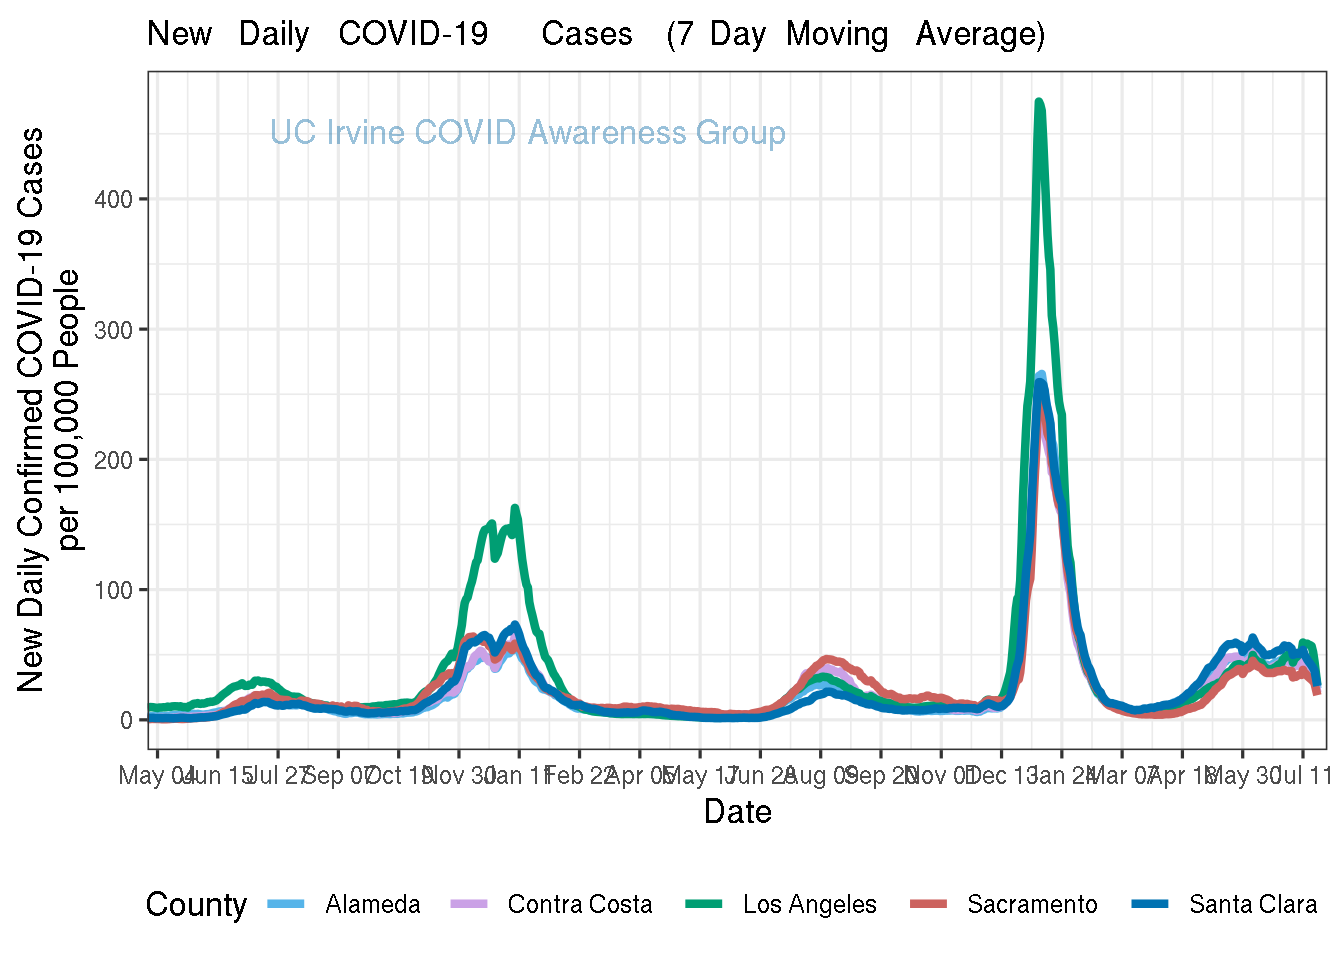 New Daily COVID-19 Cases (7 Day Moving Average)
UC Irvine COVID Awareness Group
New Daily Confirmed COVID-19 Cases
per 100,000 People
400
300
200
100
0
May 04 Jun 15 Jul 27 Sep 07 Oct 19 Nov 30 Jan 11 Feb 22 Apr 05 May 17 Jun 28 Aug 09 Sep 20 Nov 01 Dec 13 Jan 24 Mar 07 Apr 18 May 30 Jul 11
Date
County Alameda Contra Costa Los Angeles Sacramento Santa Clara